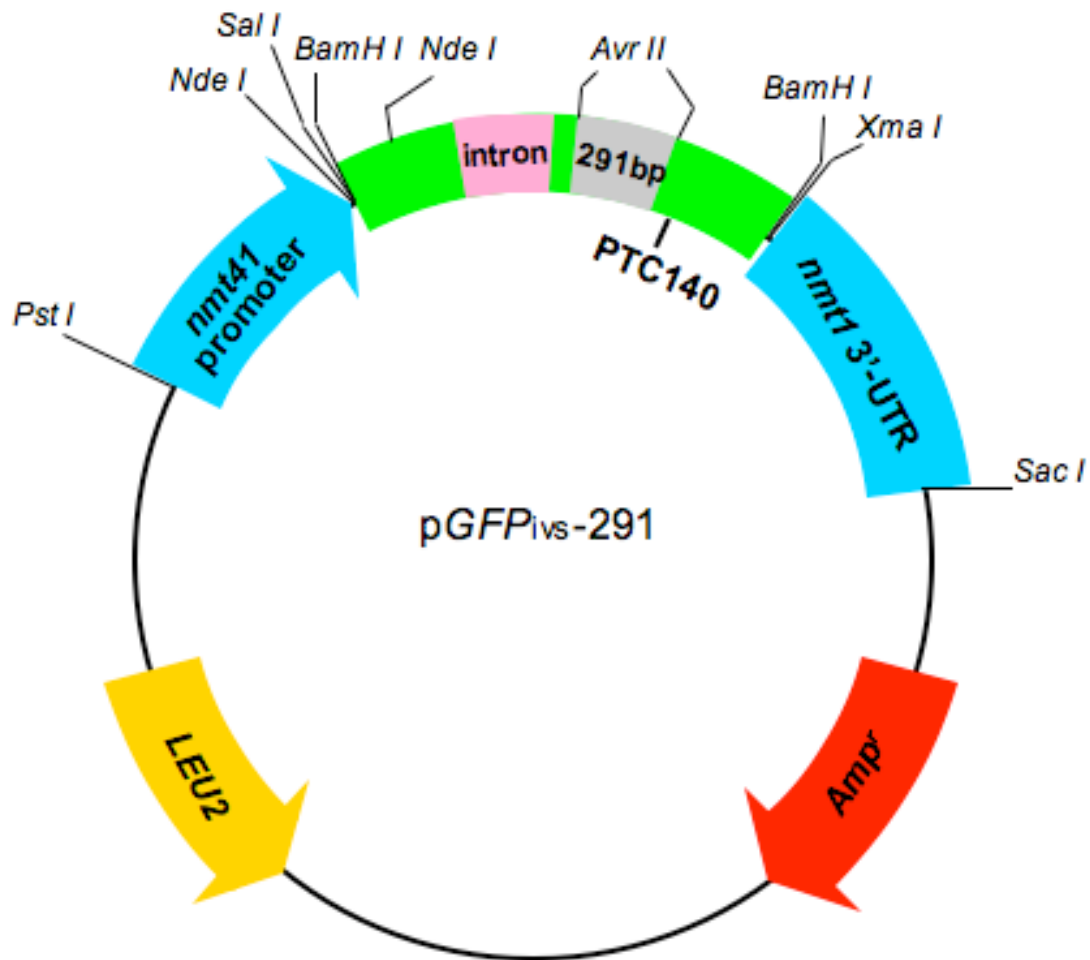 Sal I
BamH I
Nde I
Nde I
Avr II
BamH I
Xma I
intron
291bp
PTC140
nmt41
promoter
nmt1 3'-UTR
Pst I
Sac I
pGFPivs-291
LEU2
Ampr